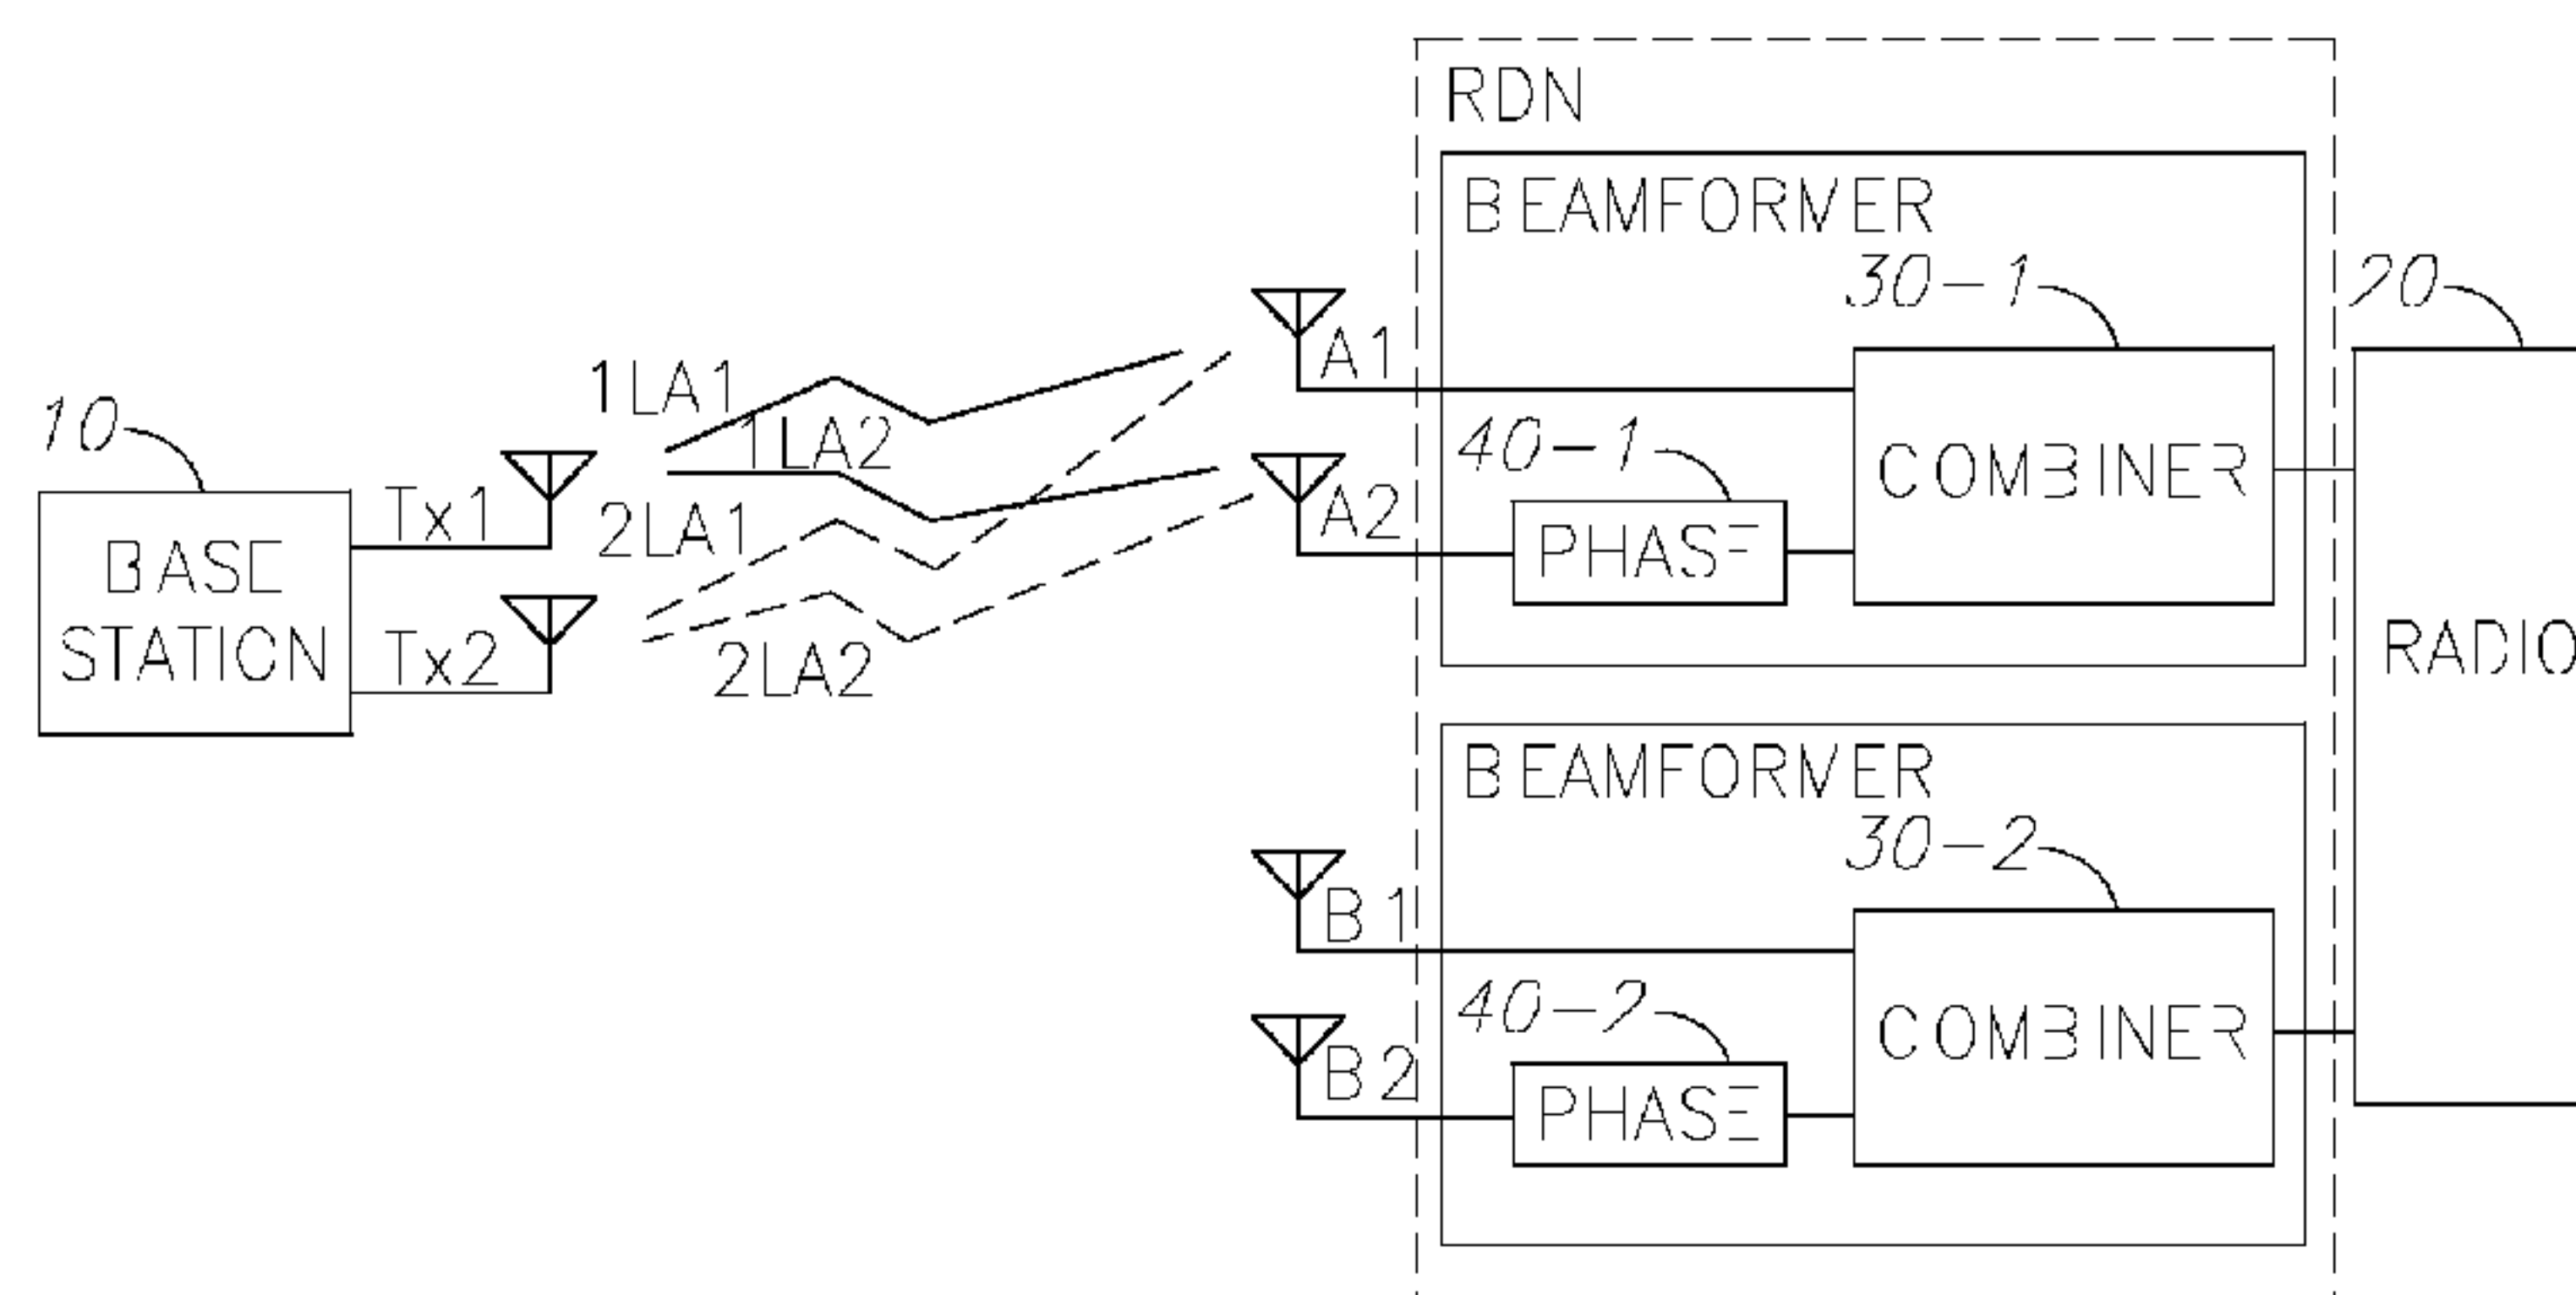 RDN
BEAMFORMER
30-1
20
A1
1LA1
10
1LA2
40-1
COMBINER
Tx1
2LA1
A2
PHASE
BASE
STATION
Tx2
2LA2
RADIO
BEAMFORMER
30-2
B1
40-2
COMBINER
B2
PHASE